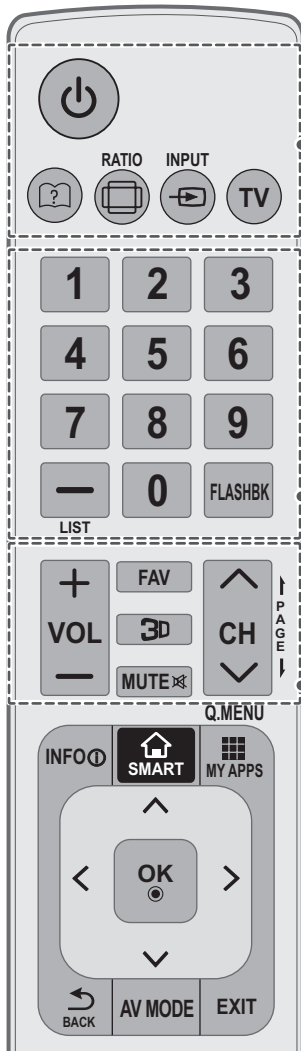 RATIO INPUT
? TV
1 2 3
4 5 6
7 8 9
— 0 FLASHBK
LIST
+ FAV
VOL 3D CH PAGE
— MUTE
Q.MENU
INFO SMART MY APPS
OK
BACK AV MODE EXIT